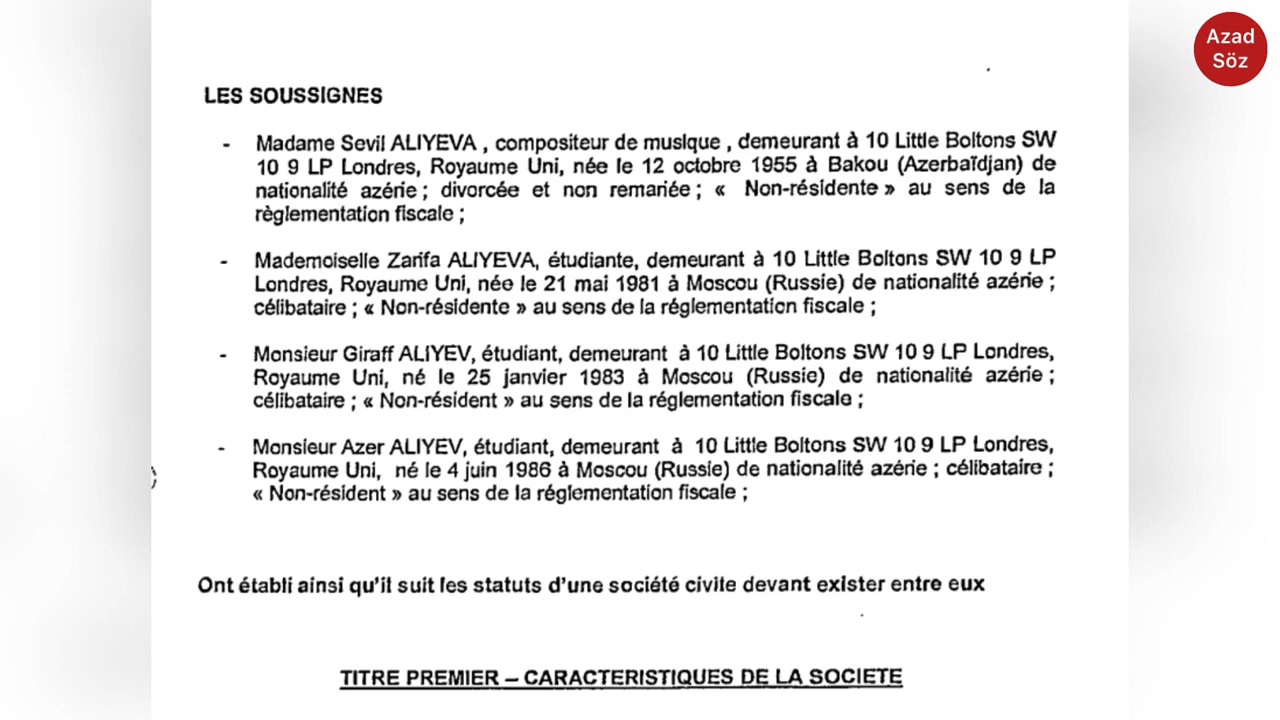 Azad
Söz
LES SOUSSIGNES
- Madame Sevil ALIYEVA , compositeur de musique , demeurant à 10 Little Boltons SW
10 9 LP Londres, Royaume Uni, née le 12 octobre 1955 à Bakou (Azerbaïdjan) de
nationalité azérie ; divorcée et non remariée ; « Non-résidente » au sens de la
règlementation fiscale ;
- Mademoiselle Zarifa ALIYEVA, étudiante, demeurant à 10 Little Boltons SW 10 9 LP
Londres, Royaume Uni, née le 21 mai 1981 à Moscou (Russie) de nationalité azérie ;
célibataire ; « Non-résidente » au sens de la réglementation fiscale ;
- Monsieur Giraff ALIYEV, étudiant, demeurant à 10 Little Boltons SW 10 9 LP Londres,
Royaume Uni, né le 25 janvier 1983 à Moscou (Russie) de nationalité azérie ;
célibataire ; « Non-résident » au sens de la réglementation fiscale ;
- Monsieur Azer ALIYEV, étudiant, demeurant à 10 Little Boltons SW 10 9 LP Londres,
Royaume Uni, né le 4 juin 1986 à Moscou (Russie) de nationalité azérie ; célibataire ;
« Non-résident » au sens de la réglementation fiscale ;
Ont établi ainsi qu'il suit les statuts d'une société civile devant exister entre eux
TITRE PREMIER – CARACTERISTIQUES DE LA SOCIETE